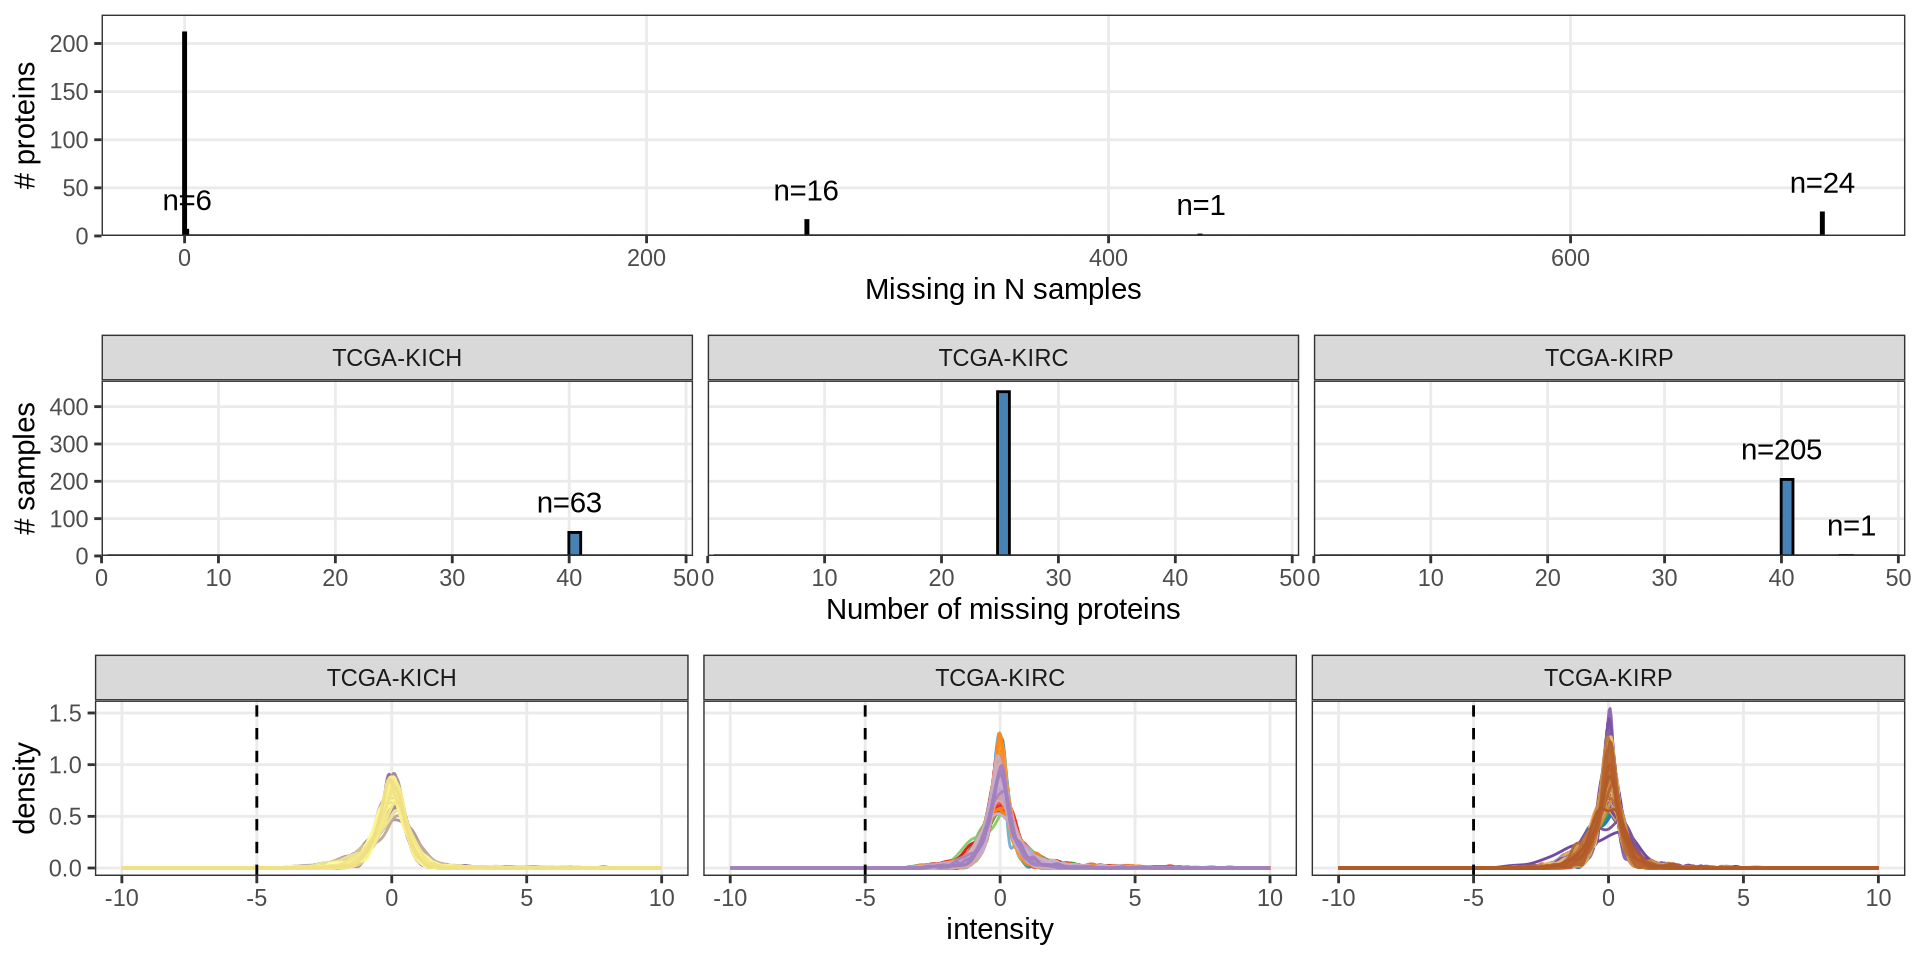 # proteins
200
150
100
50
0
n=6
n=16
n=1
n=24
0 200 400 600
Missing in N samples
TCGA-KICH TCGA-KIRC TCGA-KIRP
# samples
400
300
200
100
0
n=63
n=205
n=1
0 10 20 30 40 50 0 10 20 30 40 50 0 10 20 30 40 50
Number of missing proteins
TCGA-KICH TCGA-KIRC TCGA-KIRP
density
1.5
1.0
0.5
0.0
-10 -5 0 5 10 -10 -5 0 5 10 -10 -5 0 5 10
intensity